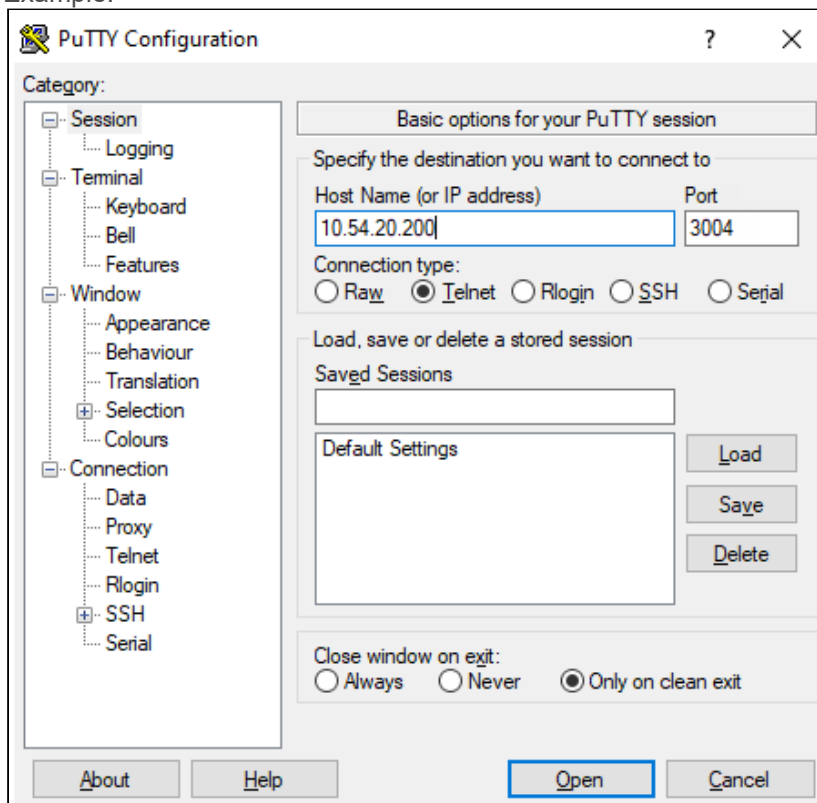 Example:
PuTTY Configuration ? ×
Category:
Session
Logging
Terminal
Keyboard
Bell
Features
Window
Appearance
Behaviour
Translation
Selection
Colours
Connection
Data
Proxy
Telnet
Rlogin
SSH
Serial
Basic options for your PuTTY session
Specify the destination you want to connect to
Host Name (or IP address) Port
10.54.20.200 3004
Connection type:
Raw Telnet Rlogin SSH Serial
Load, save or delete a stored session
Saved Sessions
Default Settings
Load
Save
Delete
Close window on exit:
Always Never Only on clean exit
About Help Open Cancel